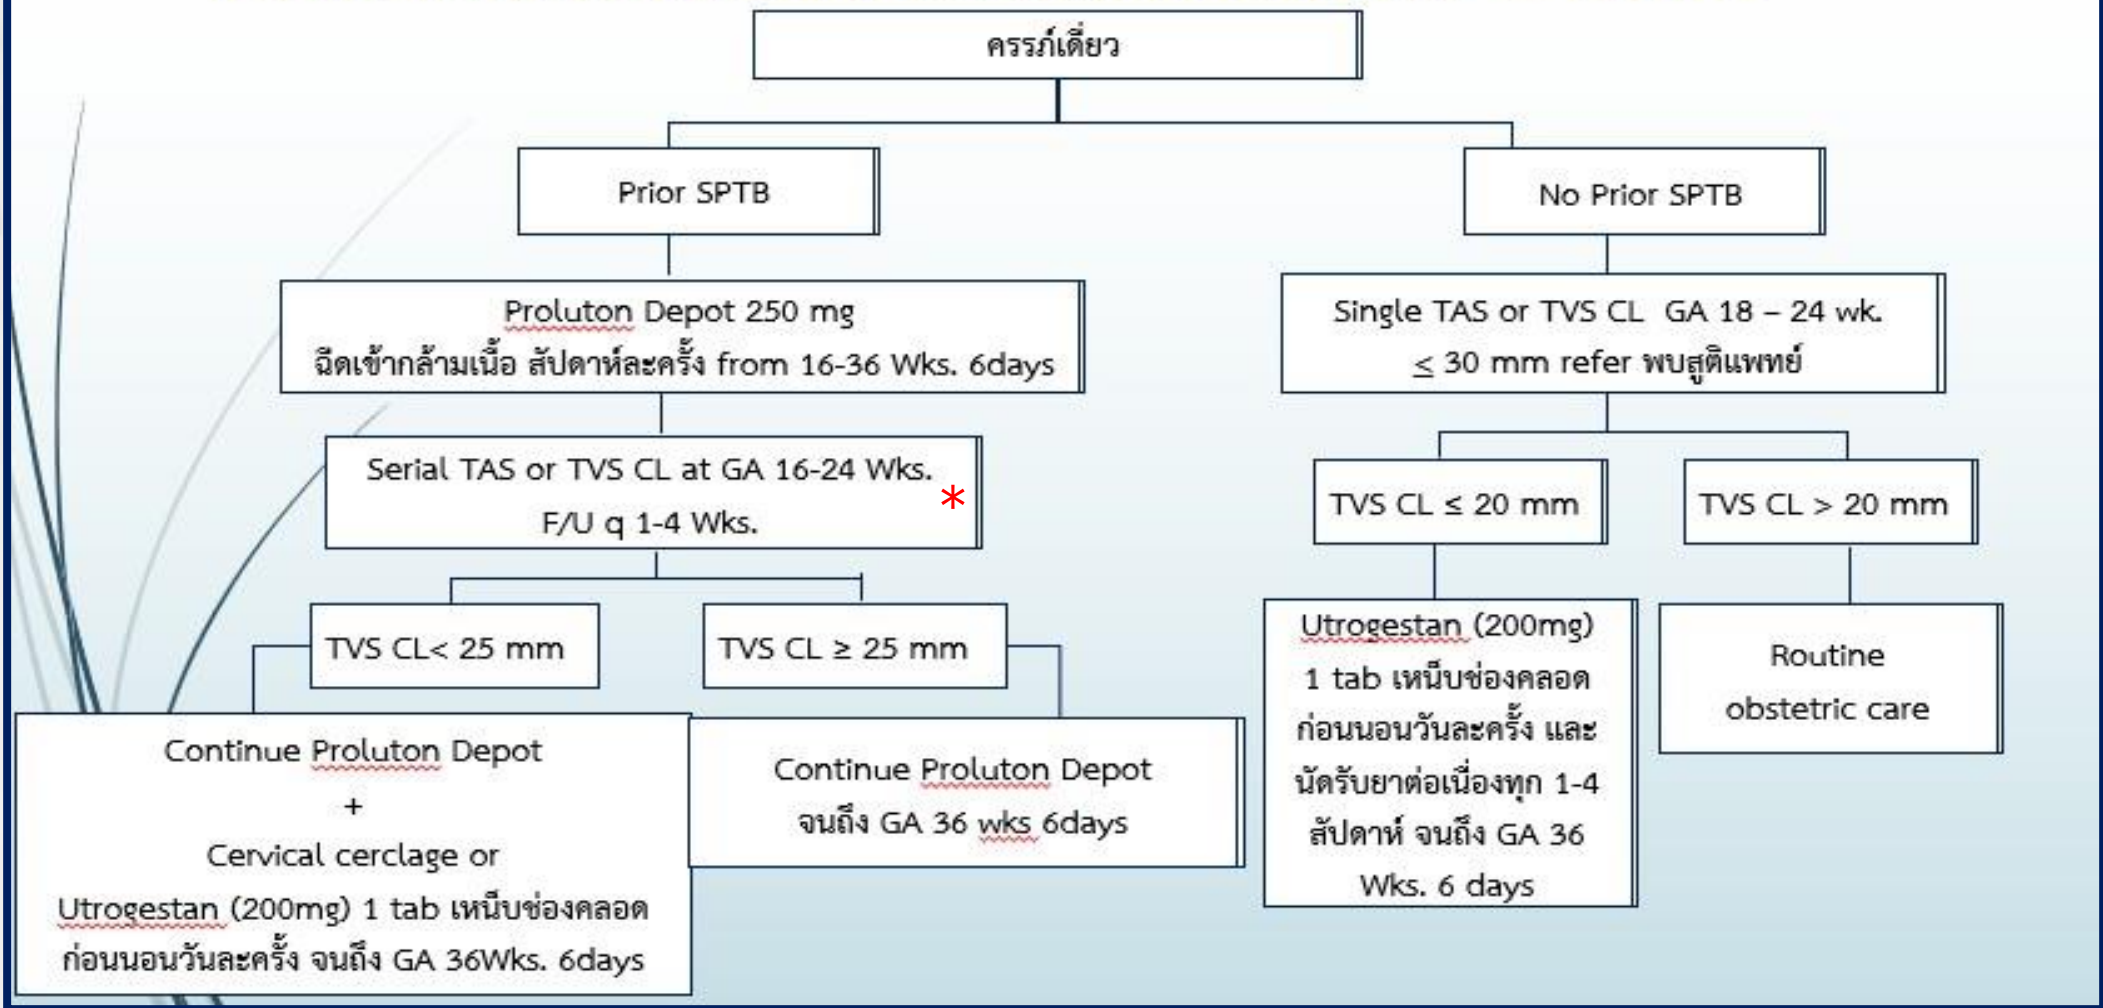 ครรภ์เดี่ยว
Prior SPTB
No Prior SPTB
Proluton Depot 250 mg
ฉีดเข้ากล้ามเนื้อ สัปดาห์ละครั้ง from 16-36 Wks. 6days
Single TAS or TVS CL GA 18 – 24 wk.
≤ 30 mm refer พบสูติแพทย์
Serial TAS or TVS CL at GA 16-24 Wks.
*
F/U q 1-4 Wks.
TVS CL ≤ 20 mm
TVS CL > 20 mm
TVS CL< 25 mm
TVS CL ≥ 25 mm
Utrogestan (200mg)
1 tab เหน็บช่องคลอด
ก่อนนอนวันละครั้ง และ
นัดรับยาต่อเนื่องทุก 1-4
สัปดาห์ จนถึง GA 36
Wks. 6 days
Routine
obstetric care
Continue Proluton Depot
+
Cervical cerclage or
Utrogestan (200mg) 1 tab เหน็บช่องคลอด
ก่อนนอนวันละครั้ง จนถึง GA 36Wks. 6days
Continue Proluton Depot
จนถึง GA 36 wks 6days